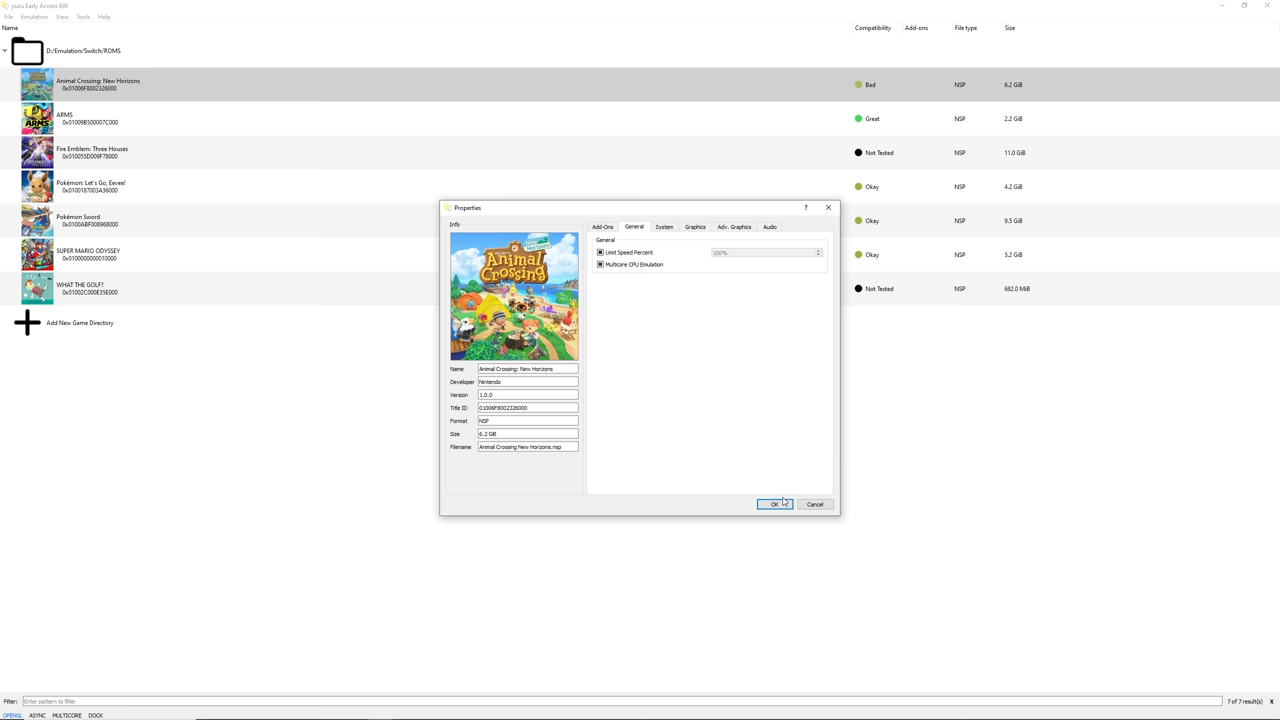 yuzu Early Access 696
File Emulation View Tools Help
Name Compatibility Add-ons File type Size
D:/Emulation/Switch/ROMS
Animal Crossing: New Horizons
0x01006F8002326000
Bad NSP 6.2 GiB
ARMS
ARMS
0x01009B500007C000
Great NSP 2.2 GiB
Fire Emblem: Three Houses
0x010055D009F78000
Not Tested NSP 11.0 GiB
Pokémon: Let's Go, Eevee!
0x0100187003A36000
Okay NSP 4.2 GiB
Pokémon Sword
0x0100ABF008968000
Okay NSP 9.5 GiB
SUPER MARIO ODYSSEY
0x0100000000010000
Okay NSP 5.2 GiB
WHAT THE GOLF?
0x01002C000E35E000
Not Tested NSP 682.0 MiB
Add New Game Directory
Properties ?
Info
Animal
Crossing
Name Animal Crossing: New Horizons
Developer Nintendo
Version 1.0.0
Title ID 01006F8002326000
Format NSP
Size 6.2 GiB
Filename Animal Crossing New Horizons.nsp
Add-Ons General System Graphics Adv. Graphics Audio
General
Limit Speed Percent 100%
Multicore CPU Emulation
OK Cancel
Filter: Enter pattern to filter 7 of 7 result(s) X
OPENGL ASYNC MULTICORE DOCK